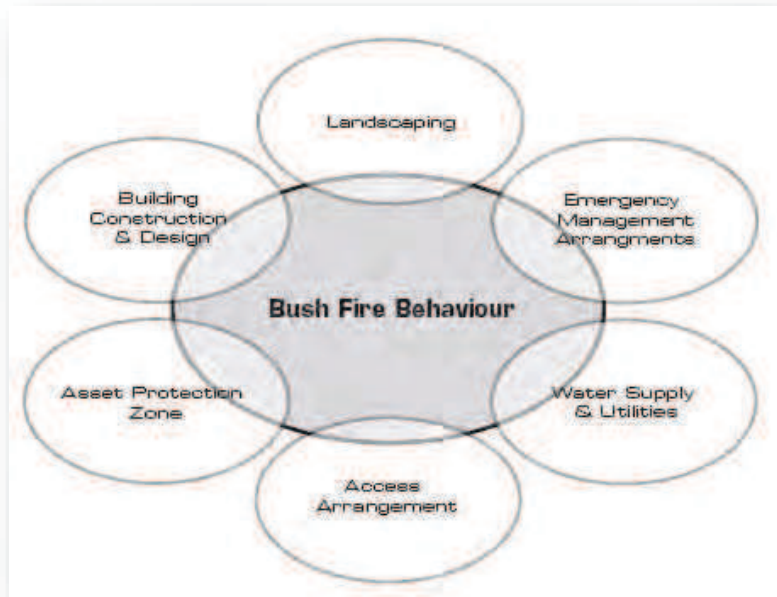 Landscaping
Building
Construction
& Design
Emergency
Management
Arrangments
Bush Fire Behaviour
Asset Protection
Zone
Water Supply
& Utilities
Access
Arrangement